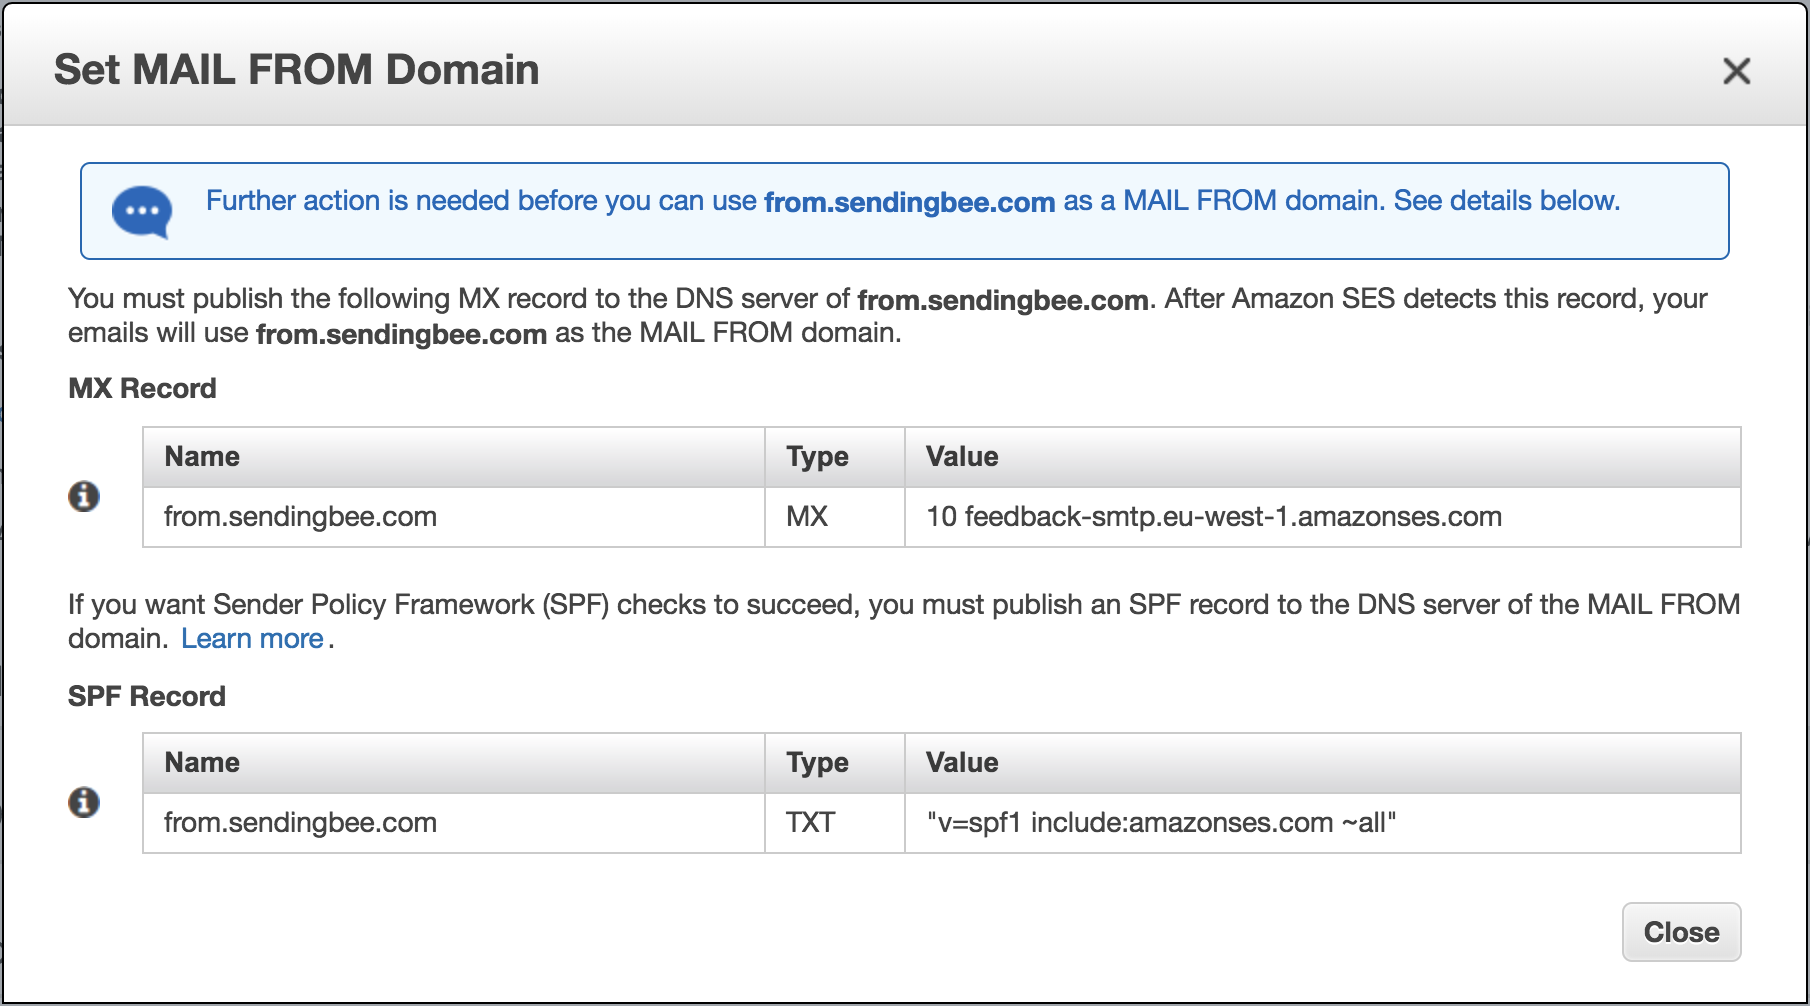 Set MAIL FROM Domain
Further action is needed before you can use from.sendingbee.com as a MAIL FROM domain. See details below.
You must publish the following MX record to the DNS server of from.sendingbee.com. After Amazon SES detects this record, your
emails will use from.sendingbee.com as the MAIL FROM domain.
MX Record
Name Type Value
from.sendingbee.com MX 10 feedback-smtp.eu-west-1.amazonses.com
If you want Sender Policy Framework (SPF) checks to succeed, you must publish an SPF record to the DNS server of the MAIL FROM
domain. Learn more.
SPF Record
Name Type Value
from.sendingbee.com TXT "v=spf1 include:amazonses.com ~all"
Close